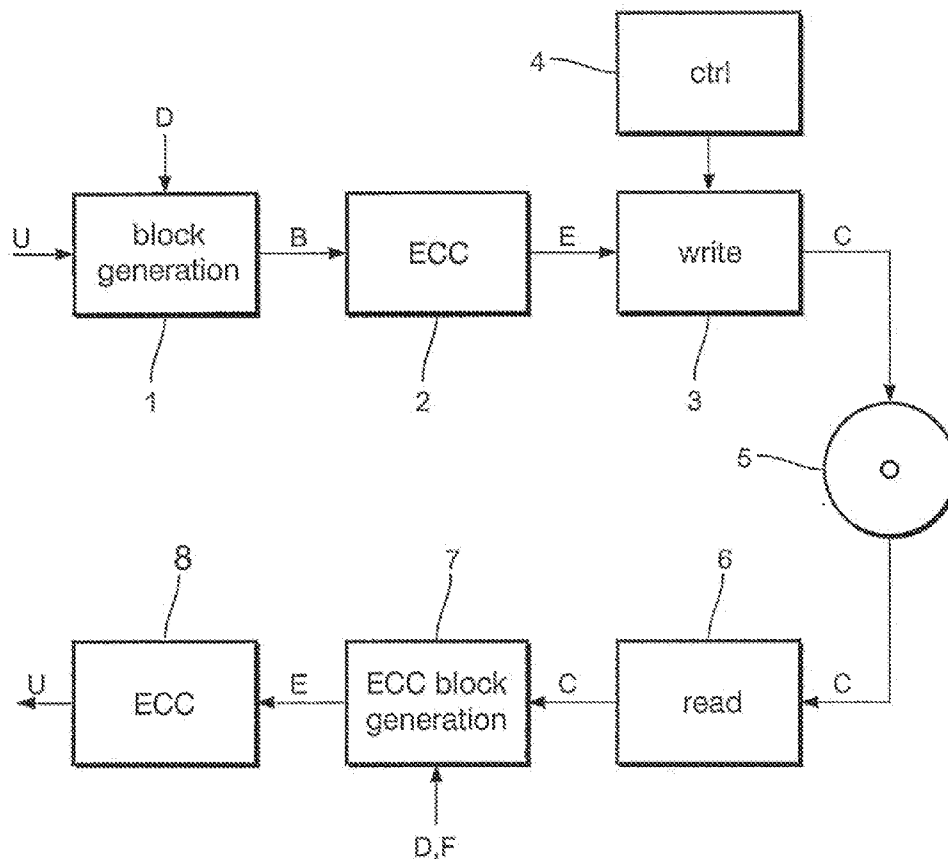 4
ctrl
D
U
block
generation
B
ECC
E
write
C
1
2
3
5
8
7
6
U
ECC
E
ECC block
generation
C
read
C
D,F